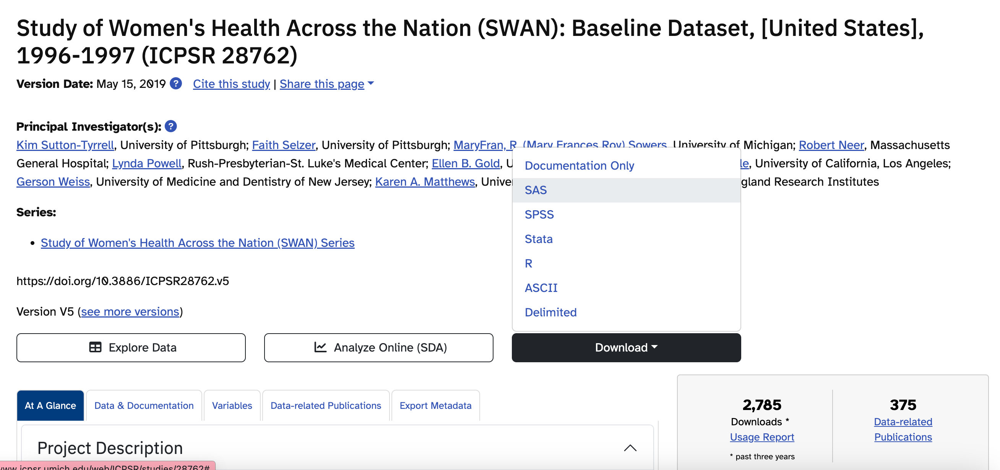 Study of Women's Health Across the Nation (SWAN): Baseline Dataset, [United States],
1996-1997 (ICPSR 28762)
Version Date: May 15, 2019 ? Cite this study | Share this page
Principal Investigator(s): ?
Kim Sutton-Tyrrell, University of Pittsburgh; Faith Selzer, University of Pittsburgh; MaryFran, R. (Mary Frances Roy) Sowers, University of Michigan; Robert Neer, Massachusetts
General Hospital; Lynda Powell, Rush-Presbyterian-St. Luke's Medical Center; Ellen B. Gold, U le, University of California, Los Angeles;
Gerson Weiss, University of Medicine and Dentistry of New Jersey; Karen A. Matthews, Univer gland Research Institutes
Documentation Only
SAS
SPSS
Stata
R
ASCII
Delimited
Series:
• Study of Women's Health Across the Nation (SWAN) Series
https://doi.org/10.3886/ICPSR28762.v5
Version V5 (see more versions)
Explore Data
Analyze Online (SDA)
Download
At A Glance
Data & Documentation
Variables
Data-related Publications
Export Metadata
Project Description
2,785
Downloads *
Usage Report
* past three years
375
Data-related
Publications
www.icpsr.umich.edu/web/ICPSR/studies/28762#